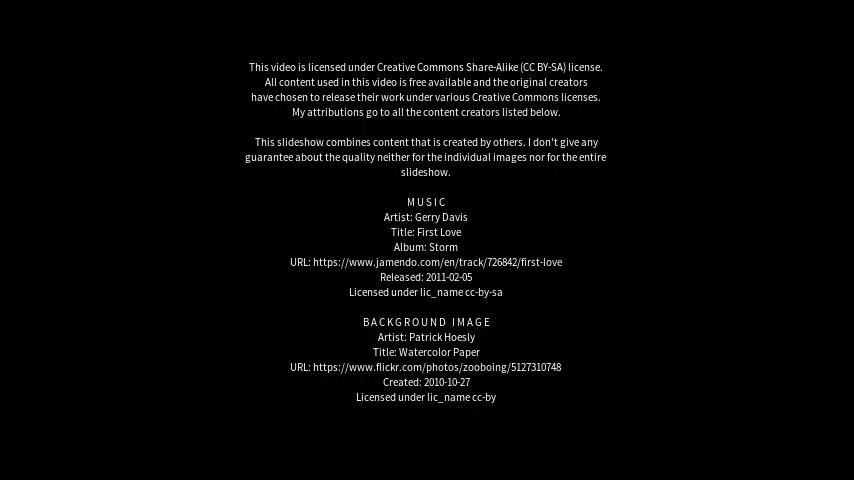 This video is licensed under Creative Commons Share-Alike (CC BY-SA) license.
All content used in this video is free available and the original creators
have chosen to release their work under various Creative Commons licenses.
My attributions go to all the content creators listed below.
This slideshow combines content that is created by others. I don't give any
guarantee about the quality neither for the individual images nor for the entire
slideshow.
MUSIC
Artist: Gerry Davis
Title: First Love
Album: Storm
URL: https://www.jamendo.com/en/track/726842/first-love
Released: 2011-02-05
Licensed under lic_name cc-by-sa
BACKGROUND IMAGE
Artist: Patrick Hoesly
Title: Watercolor Paper
URL: https://www.flickr.com/photos/zooboing/5127310748
Created: 2010-10-27
Licensed under lic_name cc-by